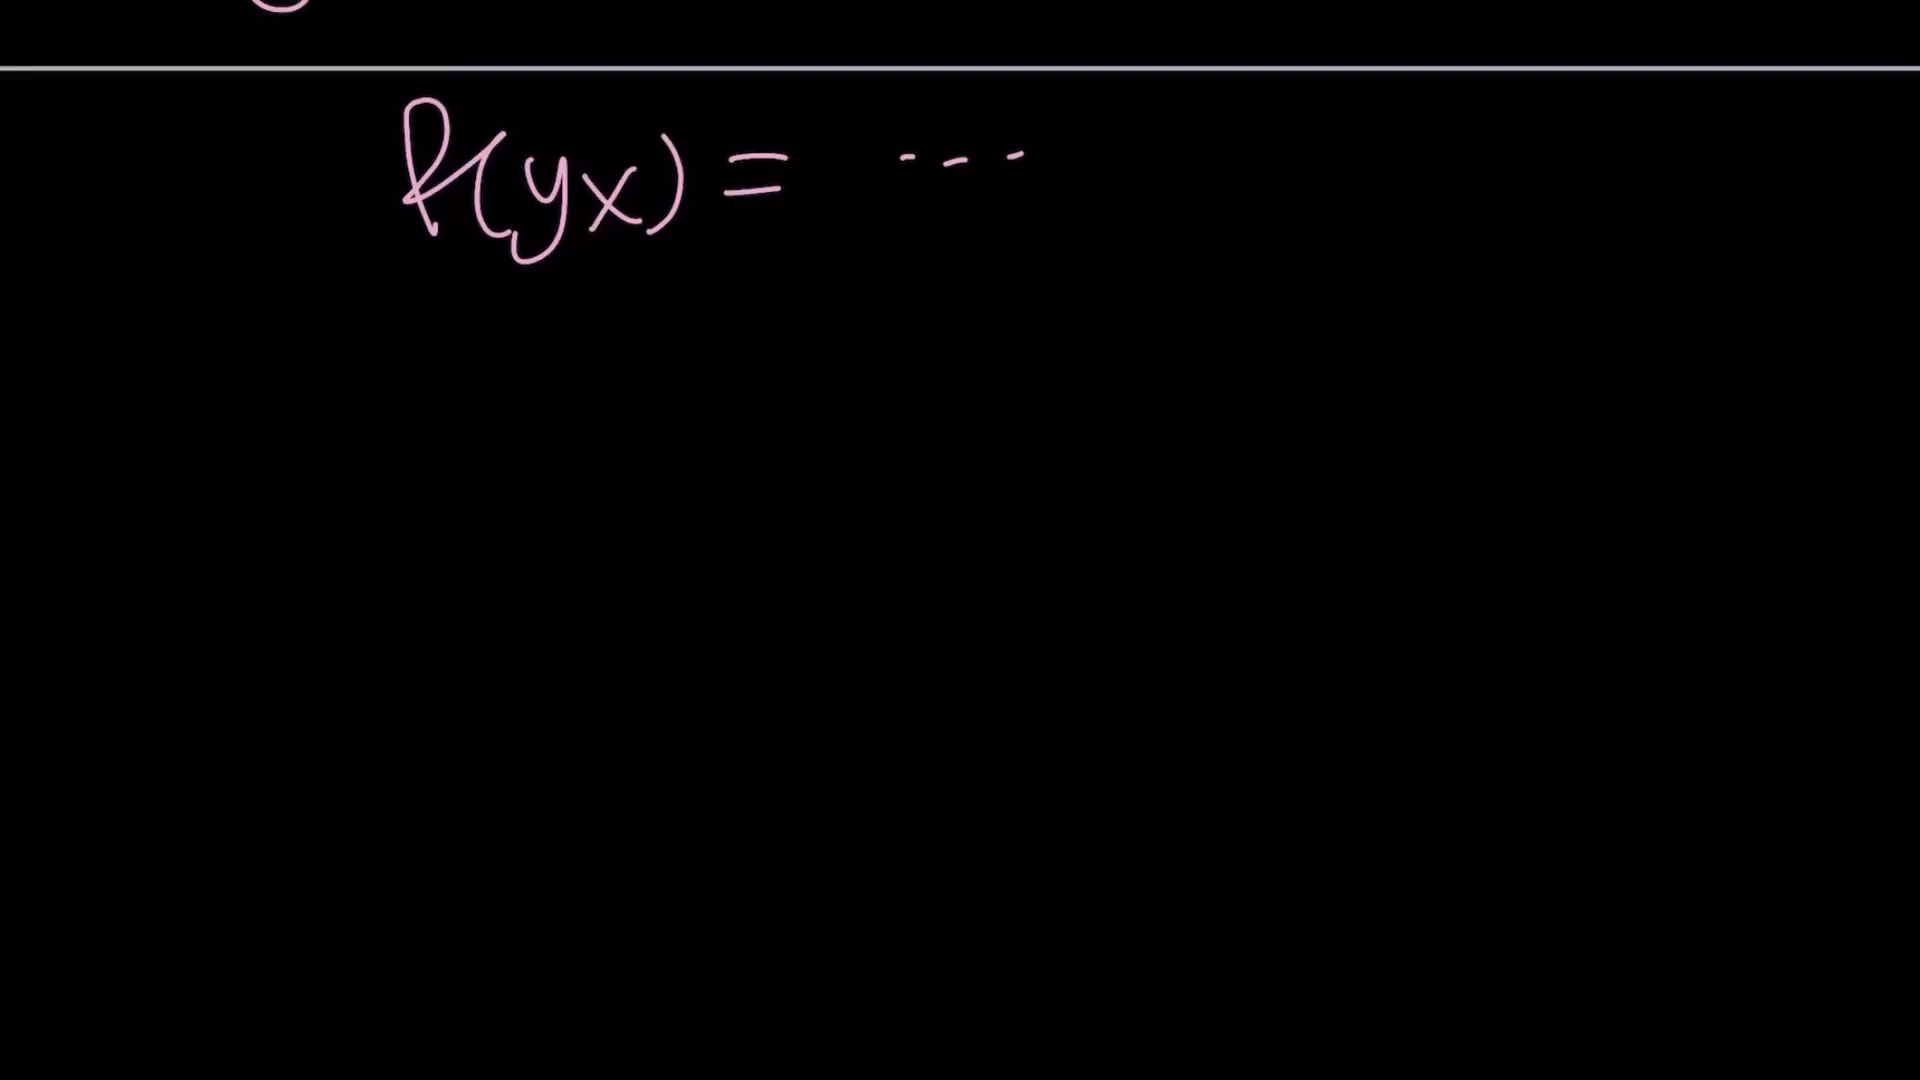 f(yx) = ---